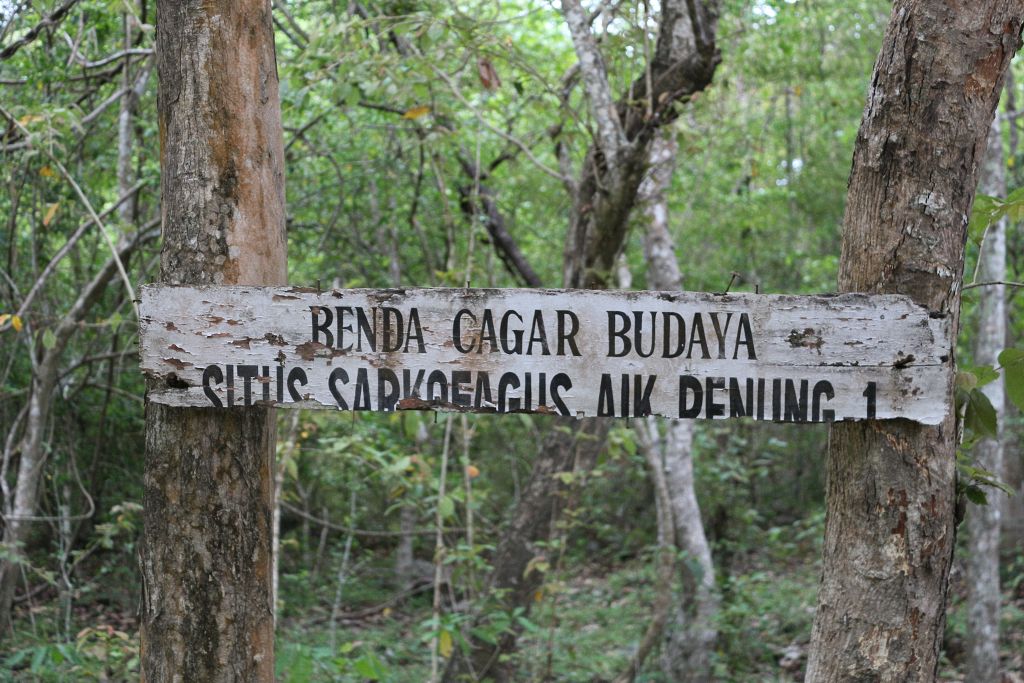 BENDA CAGAR BUDAYA
SITUS SARKOFAGUS AIK RENUNG 1